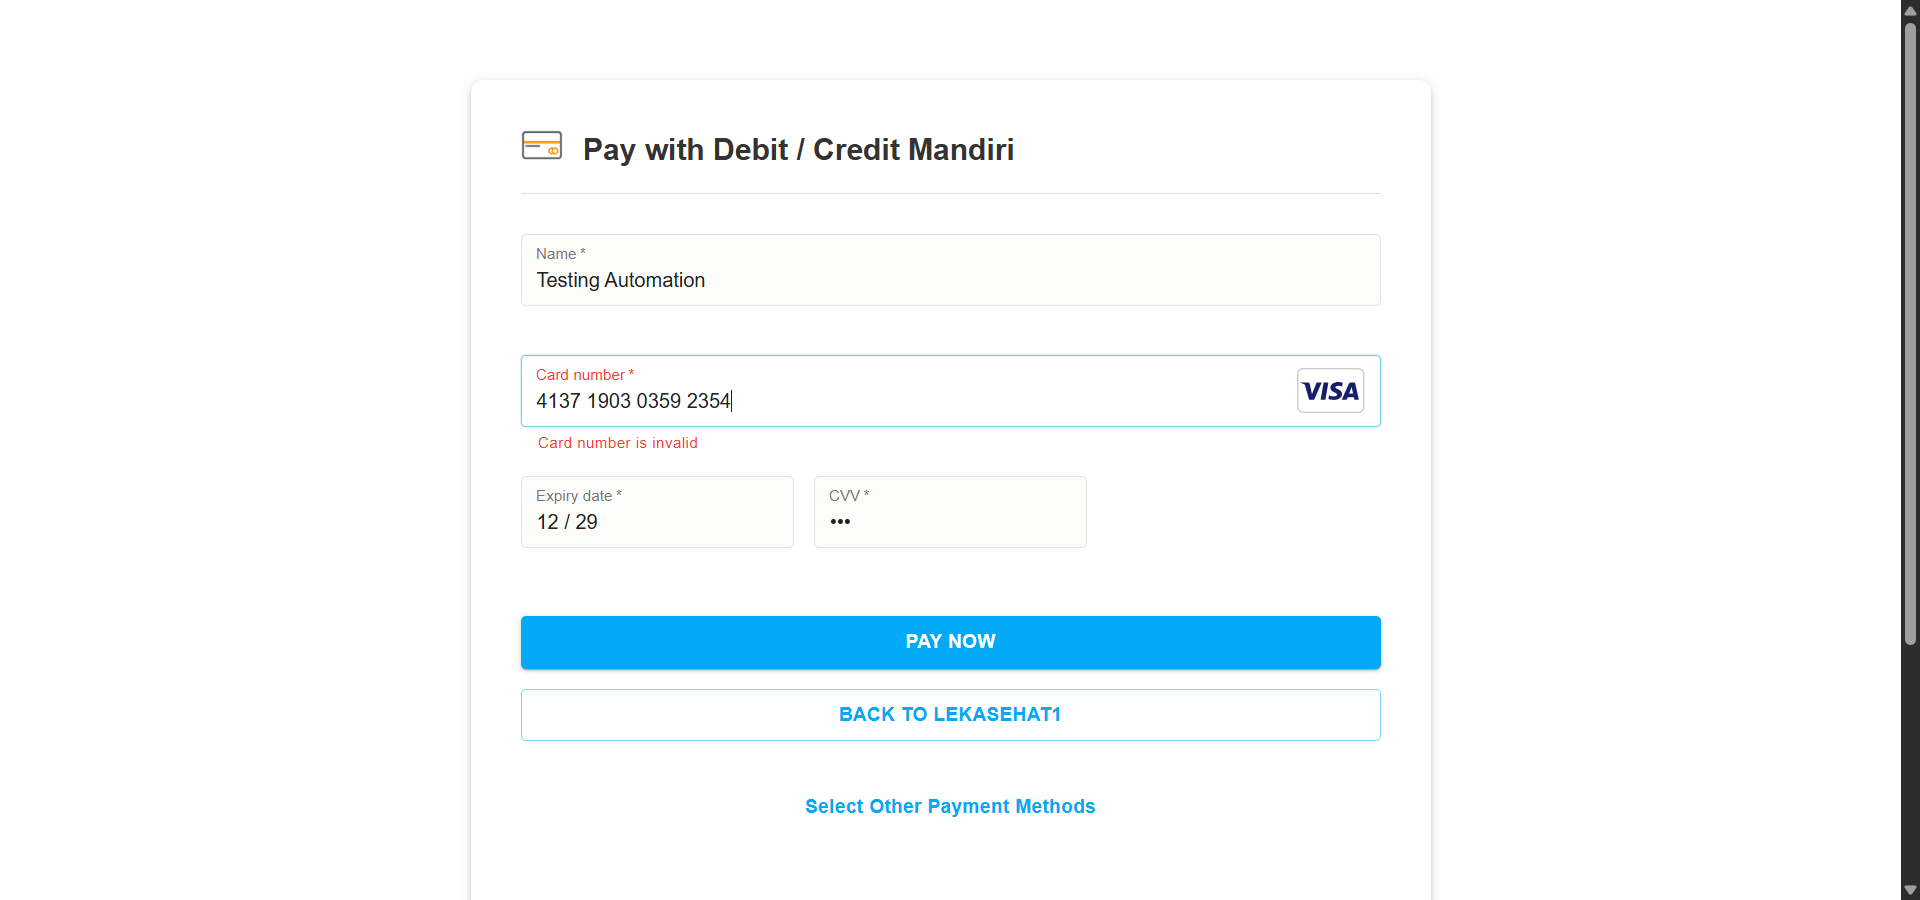 Pay with Debit / Credit Mandiri
Name *
Testing Automation
Card number *
4137 1903 0359 2354
VISA
Card number is invalid
Expiry date *
12 / 29
CVV *
•••
PAY NOW
BACK TO LEKASEHAT1
Select Other Payment Methods